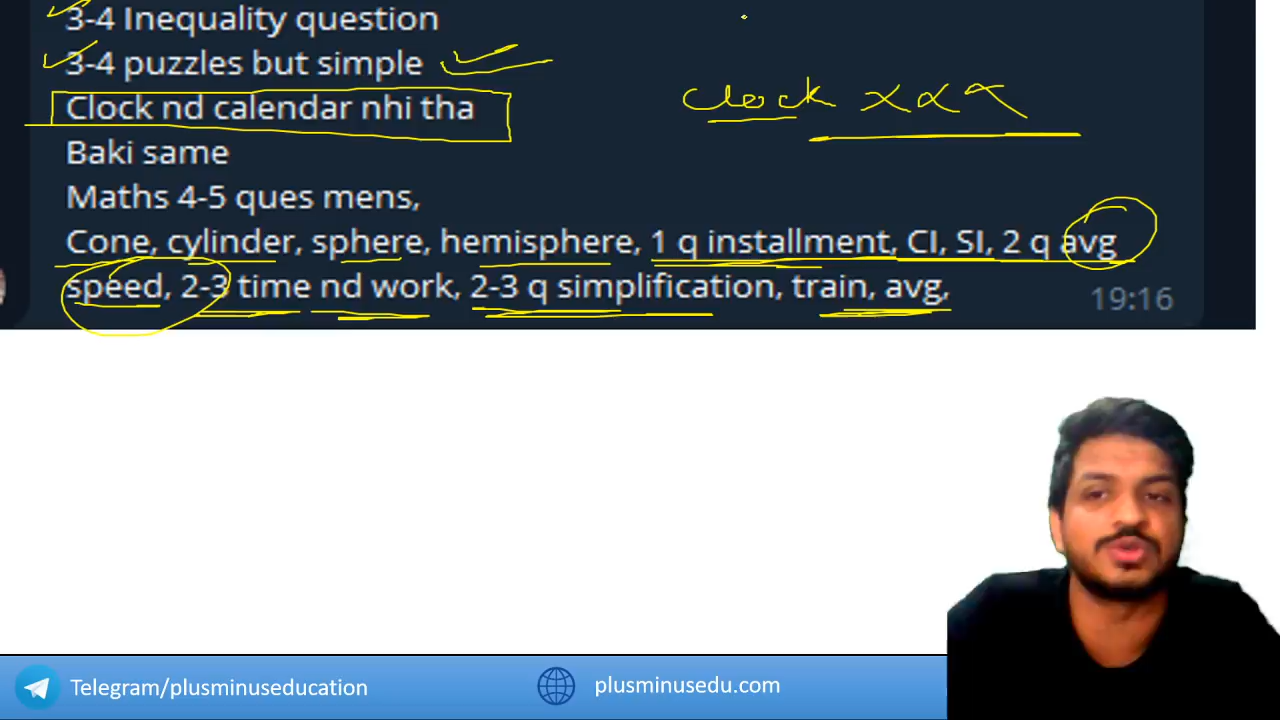 3-4 Inequality question
3-4 puzzles but simple
Clock nd calendar nhi tha
clock xxx
Baki same
Maths 4-5 ques mens,
Cone, cylinder, sphere, hemisphere, 1 q installment, CI, SI, 2 q avg
speed, 2-3 time nd work, 2-3 q simplification, train, avg,
19:16
Telegram/plusminuseducation
plusminusedu.com